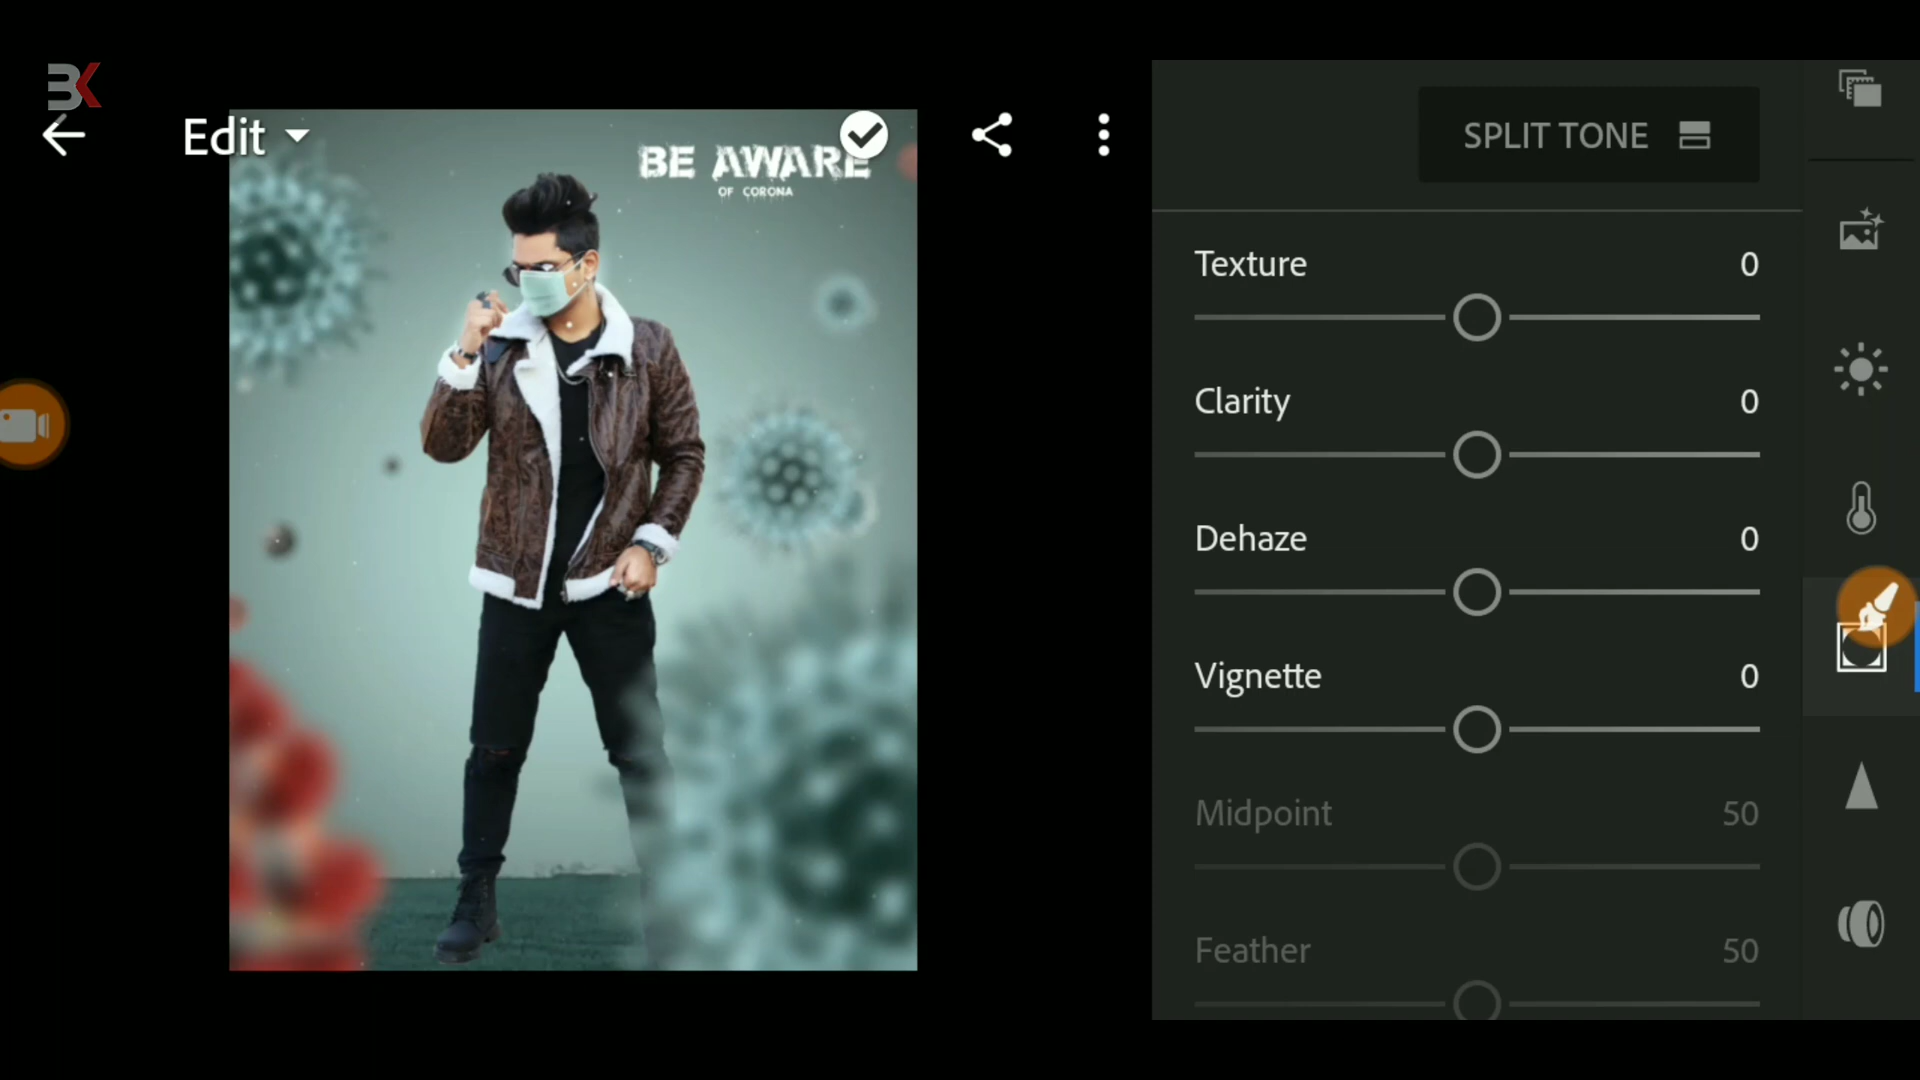 BK
Edit
BE AWARE
OF CORONA
SPLIT TONE
Texture 0
Clarity 0
Dehaze 0
Vignette 0
Midpoint 50
Feather 50